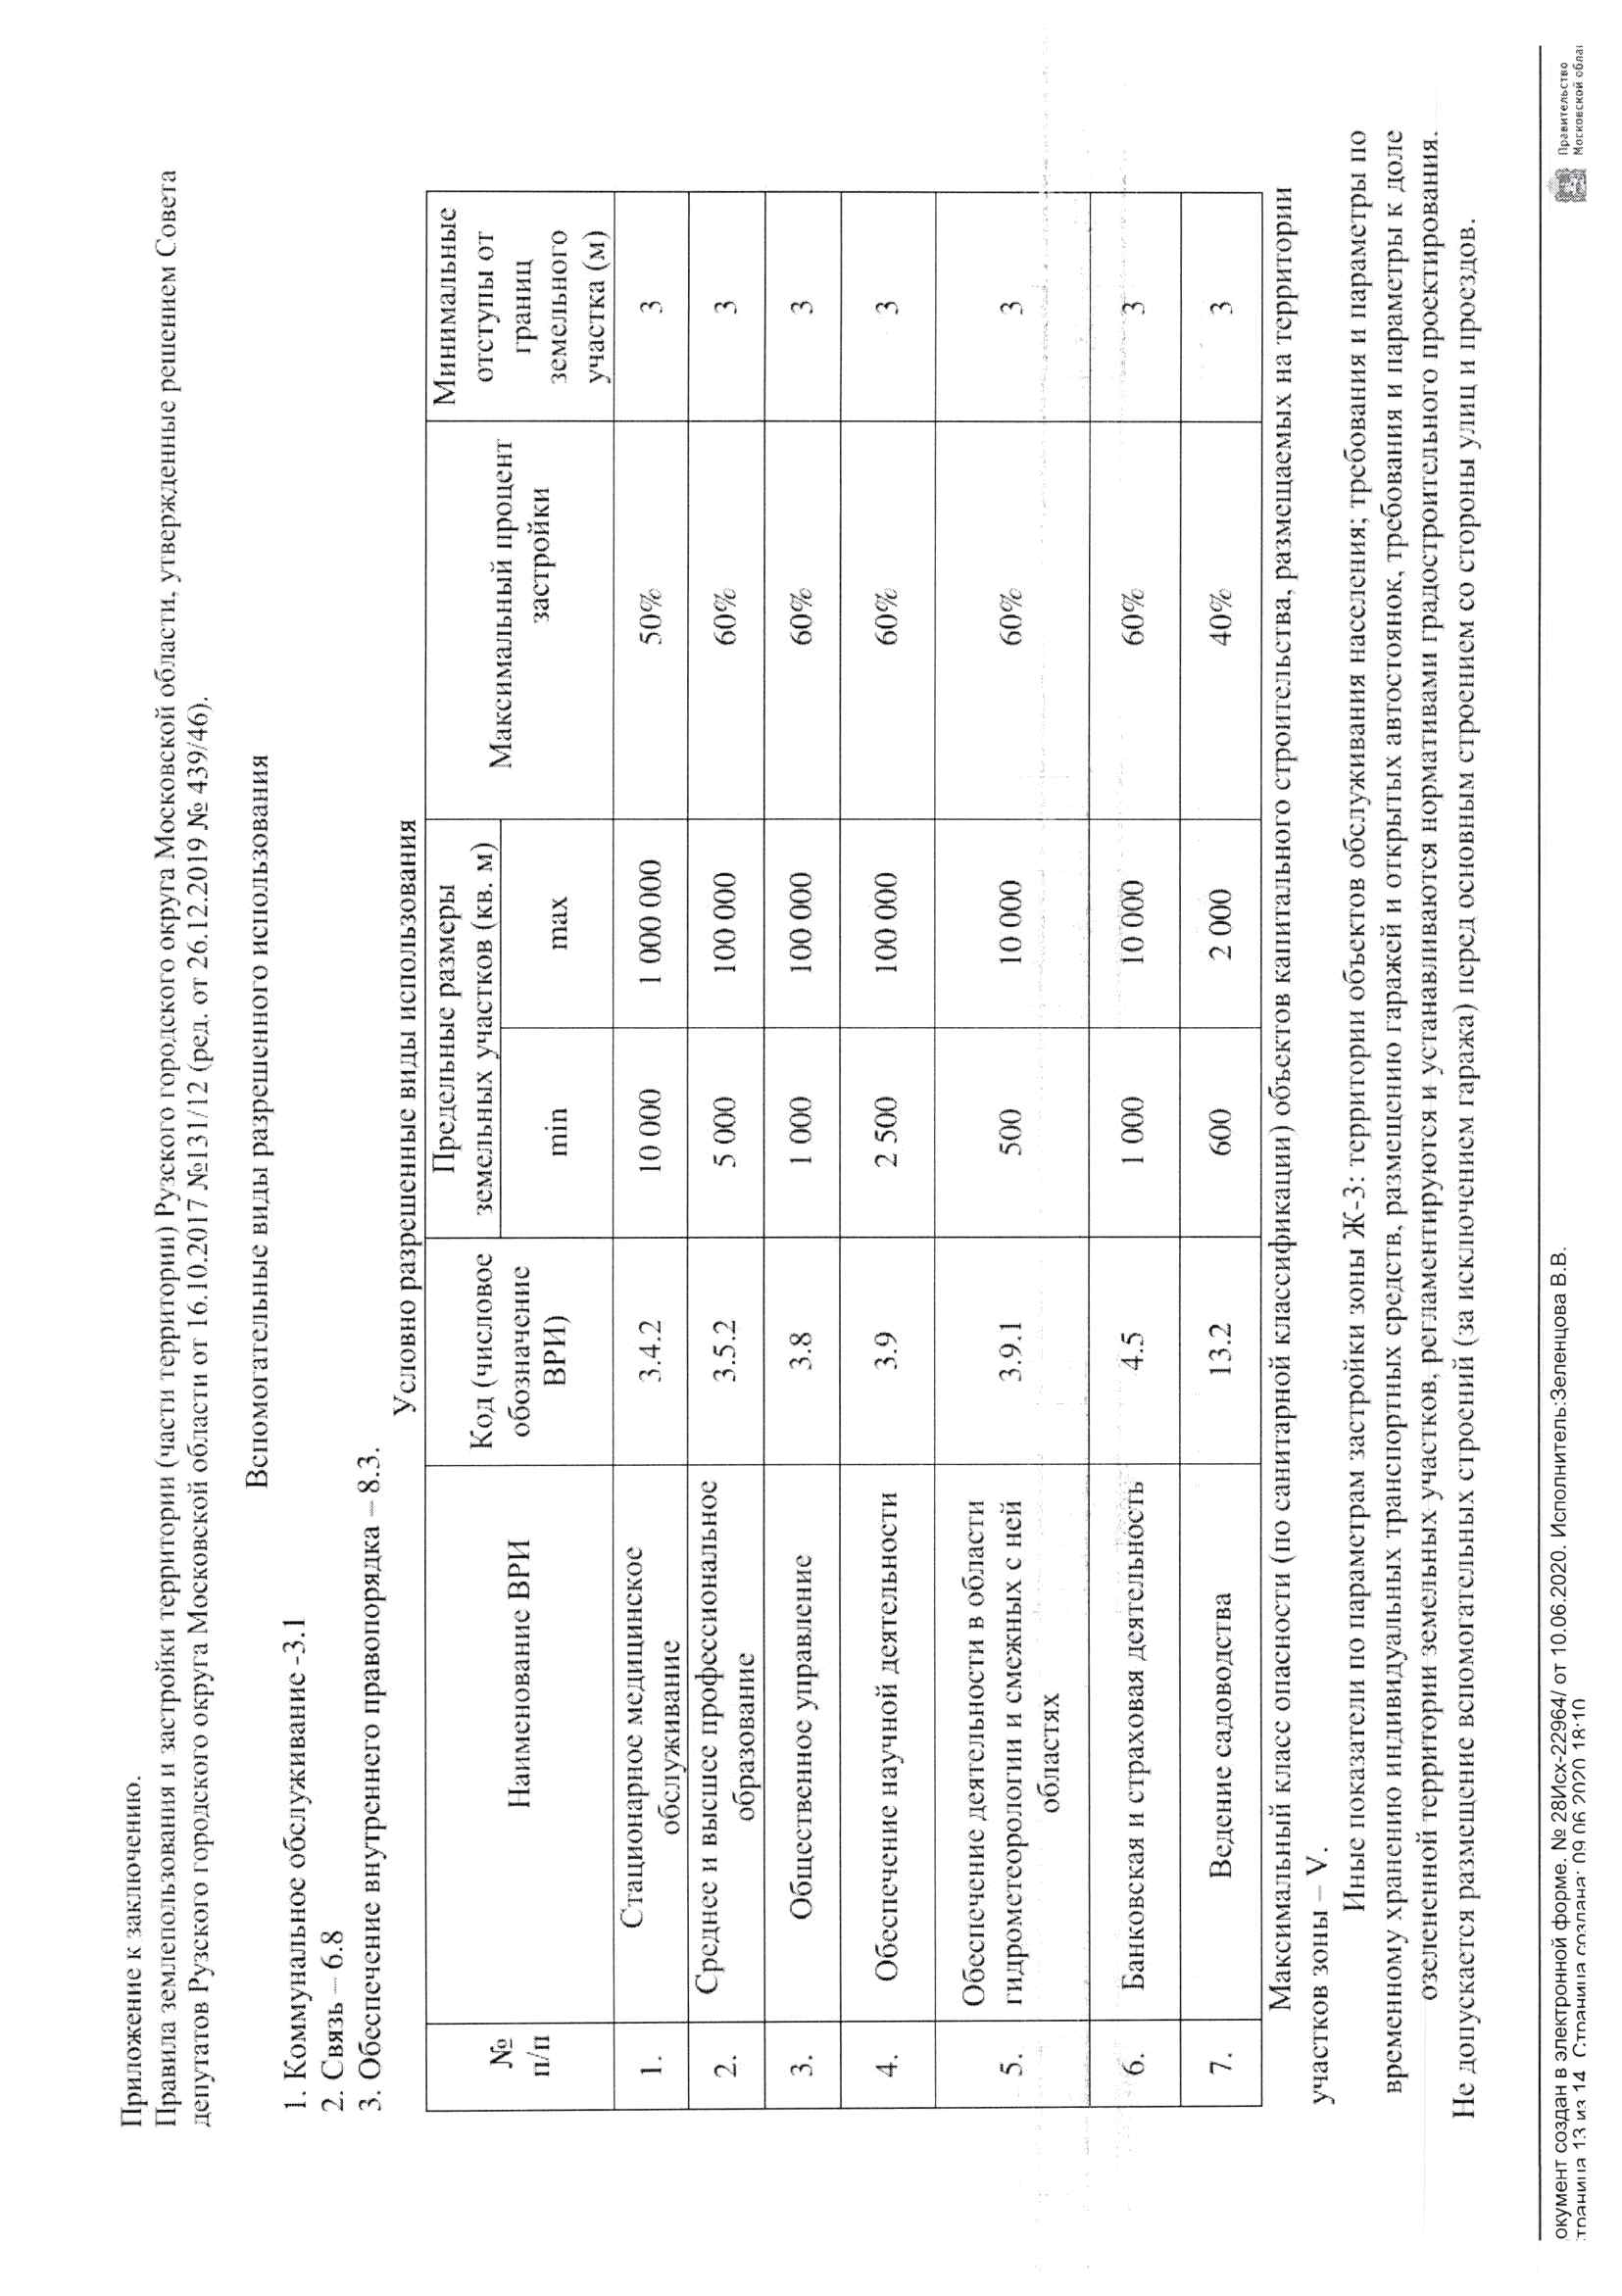 Приложение к заключению.
Правила землепользования и застройки территории (части территории) Рузского городского округа Московской области, утвержденные решением Совета
депутатов Рузского городского округа Московской области от 16.10.2017 №131/12 (ред. от 26.12.2019 № 439/46).
Вспомогательные виды разрешенного использования
1. Коммунальное обслуживание -3.1
2. Связь – 6.8
3. Обеспечение внутреннего правопорядка – 8.3.
Условно разрешенные виды использования
№ п/п Наименование ВРИ Код (числовое обозначение ВРИ) Предельные размеры земельных участков (кв. м) Максимальный процент застройки Минимальные отступы от границ земельного участка (м)
min max
1. Стационарное медицинское обслуживание 3.4.2 10 000 1 000 000 50% 3
2. Среднее и высшее профессиональное образование 3.5.2 5 000 100 000 60% 3
3. Общественное управление 3.8 1 000 100 000 60% 3
4. Обеспечение научной деятельности 3.9 2 500 100 000 60% 3
5. Обеспечение деятельности в области гидрометеорологии и смежных с ней областях 3.9.1 500 10 000 60% 3
6. Банковская и страховая деятельность 4.5 1 000 10 000 60% 3
7. Ведение садоводства 13.2 600 2 000 40% 3
Максимальный класс опасности (по санитарной классификации) объектов капитального строительства, размещаемых на территории
участков зоны – V.
Иные показатели по параметрам застройки зоны Ж-3: территории объектов обслуживания населения; требования и параметры по
временному хранению индивидуальных транспортных средств, размещению гаражей и открытых автостоянок, требования и параметры к доле
озелененной территории земельных участков, регламентируются и устанавливаются нормативами градостроительного проектирования.
Не допускается размещение вспомогательных строений (за исключением гаража) перед основным строением со стороны улиц и проездов.
окумент создан в электронной форме. № 28Исх-22964/ от 10.06.2020. Исполнитель:Зеленцова В.В.
траница 13 из 14. Страница создана: 09.06.2020 18:10
Правительство
Московской обла